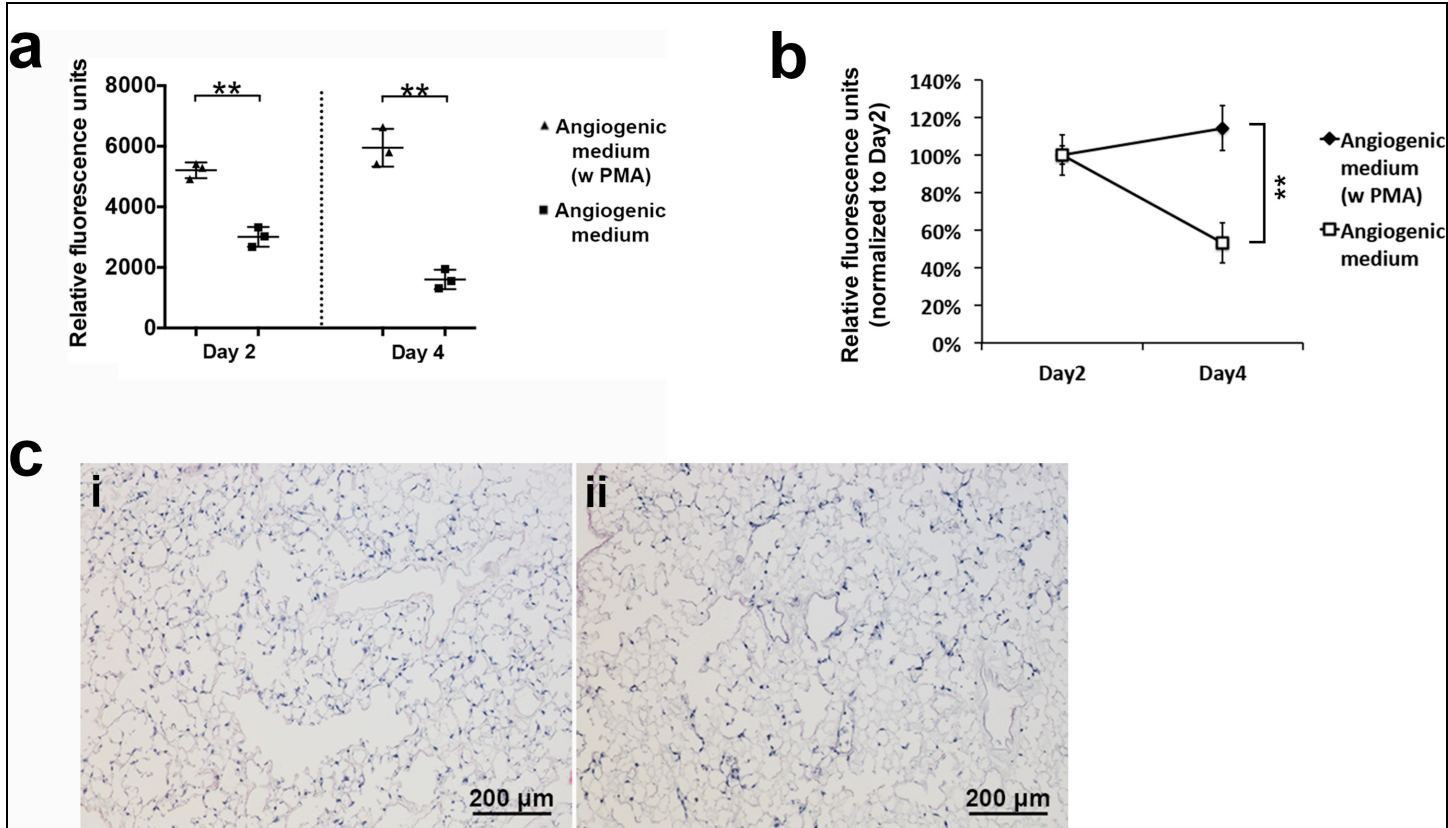 a
Relative fluorescence units
8000
6000
4000
2000
0
**
**
Day 2
Day 4
Angiogenic
medium
(w PMA)
Angiogenic
medium
b
Relative fluorescence units
(normalized to Day2)
140%
120%
100%
80%
60%
40%
20%
0%
**
Day2
Day4
Angiogenic
medium
(w PMA)
Angiogenic
medium
c
i
200 µm
ii
200 µm